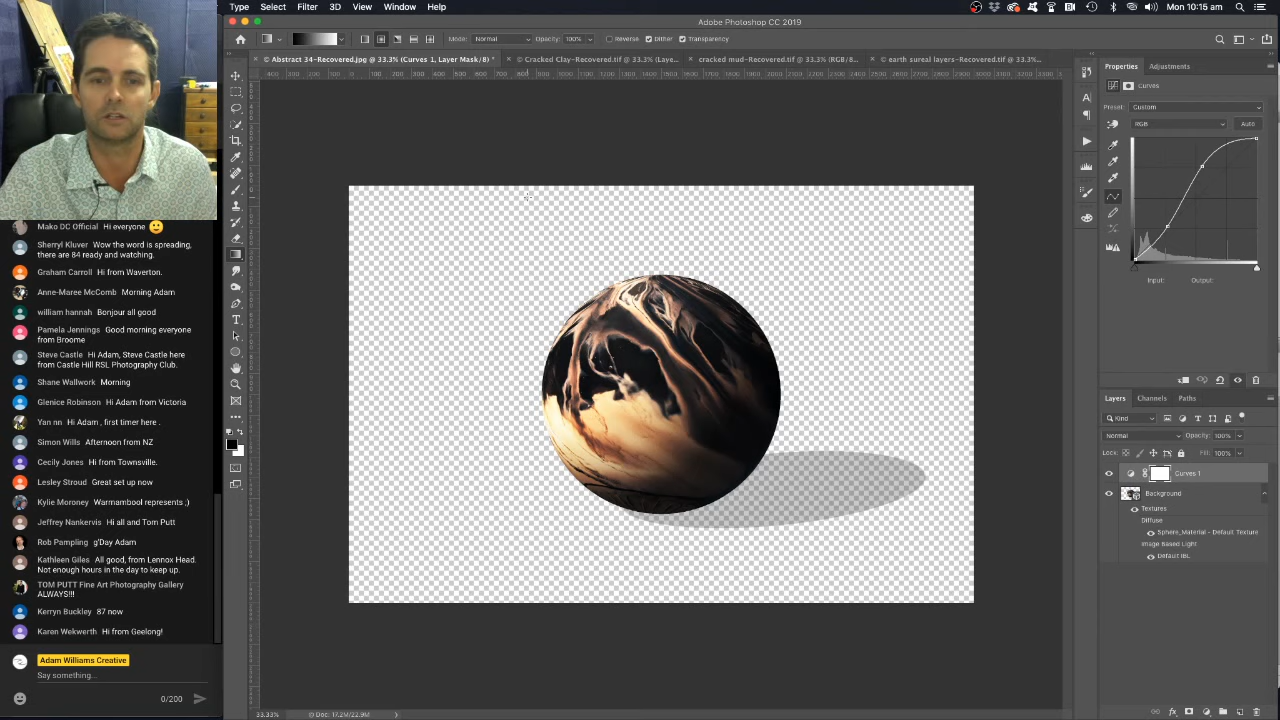 Type Select Filter 3D View Window Help
Mon 10:15 am
Adobe Photoshop CC 2019
Mode: Normal Opacity: 100% Reverse Dither Transparency
© Abstract 34-Recovered.jpg @ 33.3% (Curves 1, Layer Mask/8) *
© Cracked Clay-Recovered.tif @ 33.3% (Laye...
cracked mud-Recovered.tif @ 33.3% (RGB/8...
© earth sureal layers-Recovered.tif @ 33.3%...
Mako DC Official Hi everyone
Sherryl Kluver Wow the word is spreading,
there are 84 ready and watching.
Graham Carroll Hi from Waverton.
Anne-Maree McComb Morning Adam
william hannah Bonjour all good
Pamela Jennings Good morning everyone
from Broome
Steve Castle Hi Adam, Steve Castle here
from Castle Hill RSL Photography Club.
Shane Wallwork Morning
Glenice Robinson Hi Adam from Victoria
Yan nn Hi Adam , first timer here .
Simon Wills Afternoon from NZ
Cecily Jones Hi from Townsville.
Lesley Stroud Great set up now
Kylie Moroney Warrnambool represents ;)
Jeffrey Nankervis Hi all and Tom Putt
Rob Pampling g'Day Adam
Kathleen Giles All good, from Lennox Head.
Not enough hours in the day to keep up.
TOM PUTT Fine Art Photography Gallery
ALWAYS!!!
Kerryn Buckley 87 now
Karen Wekwerth Hi from Geelong!
Adam Williams Creative
Say something...
0/200
33.33% Doc: 17.2M/22.9M
Properties Adjustments
Curves
Preset: Custom
RGB Auto
Input: Output:
Layers Channels Paths
Kind
Normal Opacity: 100%
Lock: Fill: 100%
Curves 1
Background
Textures
Diffuse
Sphere_Material - Default Texture
Image Based Light
Default IBL